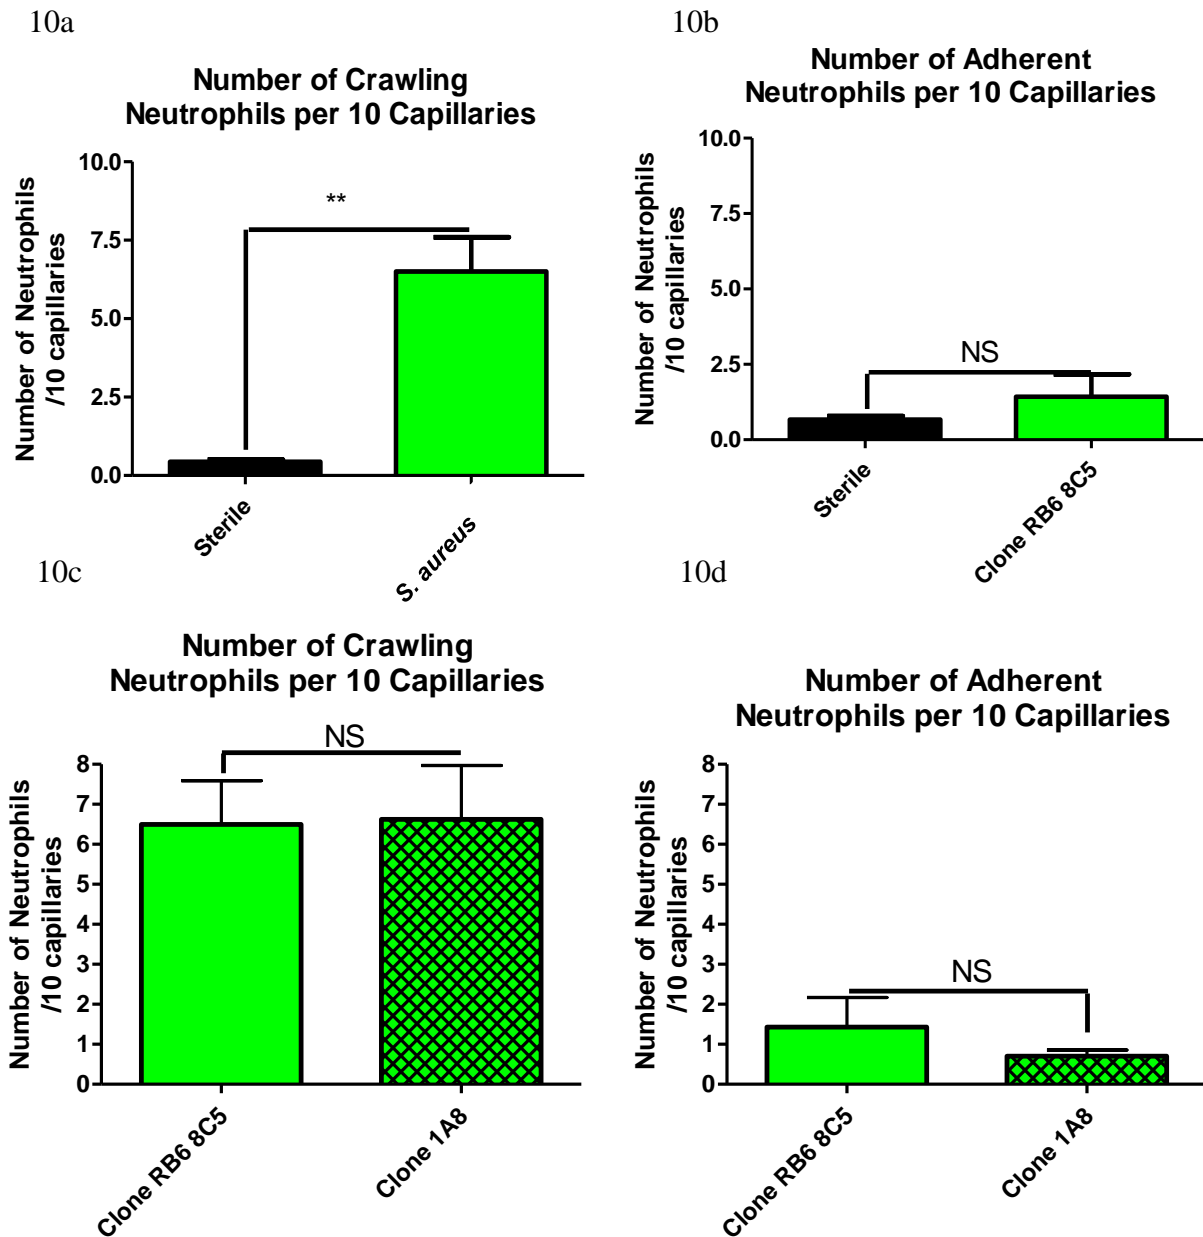 10a
Number of Crawling
Neutrophils per 10 Capillaries
Number of Neutrophils
/10 capillaries
10.0
7.5
5.0
2.5
0.0
**
Sterile
S. aureus
10b
Number of Adherent
Neutrophils per 10 Capillaries
Number of Neutrophils
/10 capillaries
10.0
7.5
5.0
2.5
0.0
NS
Sterile
Clone RB6 8C5
10c
Number of Crawling
Neutrophils per 10 Capillaries
Number of Neutrophils
/10 capillaries
8
7
6
5
4
3
2
1
0
NS
Clone RB6 8C5
Clone 1A8
10d
Number of Adherent
Neutrophils per 10 Capillaries
Number of Neutrophils
/10 capillaries
8
7
6
5
4
3
2
1
0
NS
Clone RB6 8C5
Clone 1A8